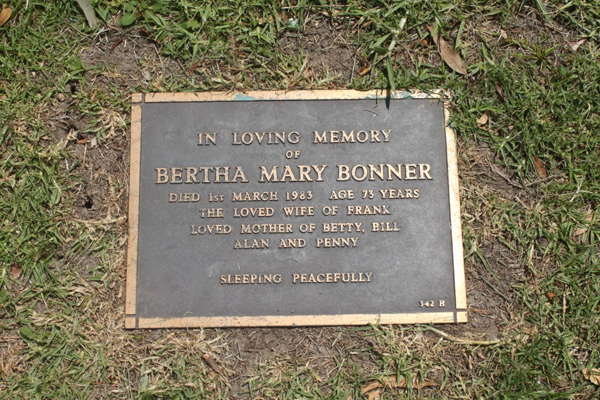 IN LOVING MEMORY
OF
BERTHA MARY BONNER
DIED 1ST MARCH 1983 AGE 73 YEARS
THE LOVED WIFE OF FRANK
LOVED MOTHER OF BETTY, BILL
ALAN AND PENNY
SLEEPING PEACEFULLY
342 H